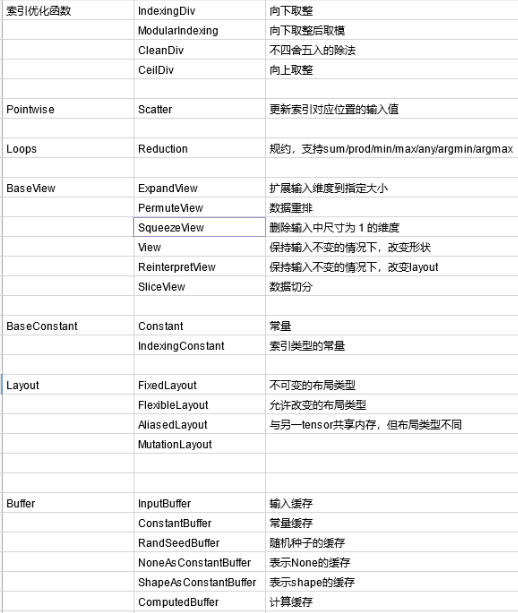 索引优化函数 IndexingDiv 向下取整
ModularIndexing 向下取整后取模
CleanDiv 不四舍五入的除法
CeilDiv 向上取整
Pointwise Scatter 更新索引对应位置的输入值
Loops Reduction 规约，支持sum/prod/min/max/any/argmin/argmax
BaseView ExpandView 扩展输入维度到指定大小
PermuteView 数据重排
SqueezeView 删除输入中尺寸为 1 的维度
View 保持输入不变的情况下，改变形状
ReinterpretView 保持输入不变的情况下，改变layout
SliceView 数据切分
BaseConstant Constant 常量
IndexingConstant 索引类型的常量
Layout FixedLayout 不可变的布局类型
FlexibleLayout 允许改变的布局类型
AliasedLayout 与另一tensor共享内存，但布局类型不同
MutationLayout
Buffer InputBuffer 输入缓存
ConstantBuffer 常量缓存
RandSeedBuffer 随机种子的缓存
NoneAsConstantBuffer 表示None的缓存
ShapeAsConstantBuffer 表示shape的缓存
ComputedBuffer 计算缓存